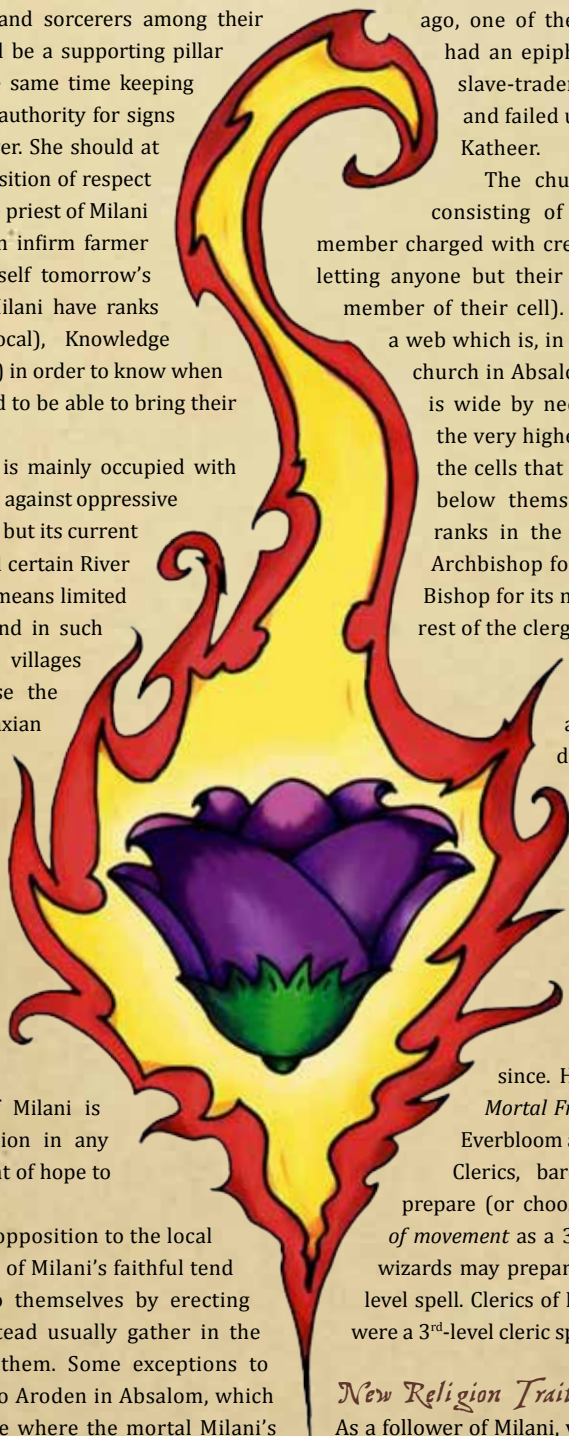 and sorcerers among their
be a supporting pillar
same time keeping
authority for signs
er. She should at
sition of respect
priest of Milani
n infirm farmer
self tomorrow's
Milani have ranks
ocal), Knowledge
) in order to know when
d to be able to bring their
is mainly occupied with
against oppressive
but its current
l certain River
means limited
nd in such
villages
se the
axian
Milani is
ion in any
nt of hope to
opposition to the local
of Milani's faithful tend
o themselves by erecting
tead usually gather in the
them. Some exceptions to
o Aroden in Absalom, which
e where the mortal Milani's
ago, one of the
had an epiph
slave-trader
and failed u
Katheer.
The chu
consisting of
member charged with cre
letting anyone but their
member of their cell).
a web which is, in
church in Absalo
is wide by nec
the very highe
the cells that
below thems
ranks in the
Archbishop fo
Bishop for its n
rest of the clerg
a
d
since. H
Mortal Fr
Everbloom a
Clerics, bar
prepare (or choos
of movement as a 3
wizards may prepar
level spell. Clerics of M
were a 3rd-level cleric sp
New Religion Trait
As a follower of Milani, y